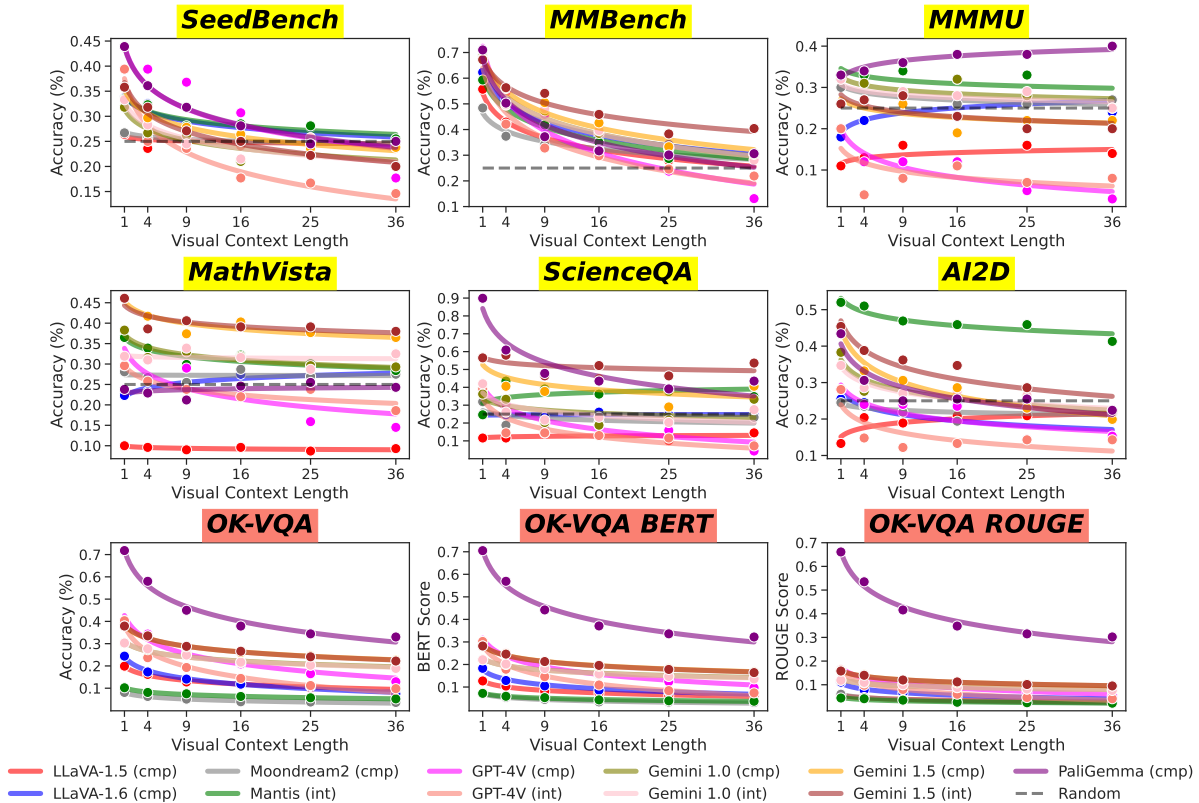 SeedBench
MMBench
MMMU
Accuracy (%)
0.45
0.40
0.35
0.30
0.25
0.20
0.15
1 4 9 16 25 36
Visual Context Length
Accuracy (%)
0.7
0.6
0.5
0.4
0.3
0.2
0.1
1 4 9 16 25 36
Visual Context Length
Accuracy (%)
0.4
0.3
0.2
0.1
1 4 9 16 25 36
Visual Context Length
MathVista
ScienceQA
AI2D
Accuracy (%)
0.45
0.40
0.35
0.30
0.25
0.20
0.15
0.10
1 4 9 16 25 36
Visual Context Length
Accuracy (%)
0.9
0.8
0.7
0.6
0.5
0.4
0.3
0.2
0.1
1 4 9 16 25 36
Visual Context Length
Accuracy (%)
0.5
0.4
0.3
0.2
0.1
1 4 9 16 25 36
Visual Context Length
OK-VQA
OK-VQA BERT
OK-VQA ROUGE
Accuracy (%)
0.7
0.6
0.5
0.4
0.3
0.2
0.1
1 4 9 16 25 36
Visual Context Length
BERT Score
0.7
0.6
0.5
0.4
0.3
0.2
0.1
1 4 9 16 25 36
Visual Context Length
ROUGE Score
0.7
0.6
0.5
0.4
0.3
0.2
0.1
1 4 9 16 25 36
Visual Context Length
LLaVA-1.5 (cmp) Moondream2 (cmp) GPT-4V (cmp) Gemini 1.0 (cmp) Gemini 1.5 (cmp) PaliGemma (cmp)
LLaVA-1.6 (cmp) Mantis (int) GPT-4V (int) Gemini 1.0 (int) Gemini 1.5 (int) Random